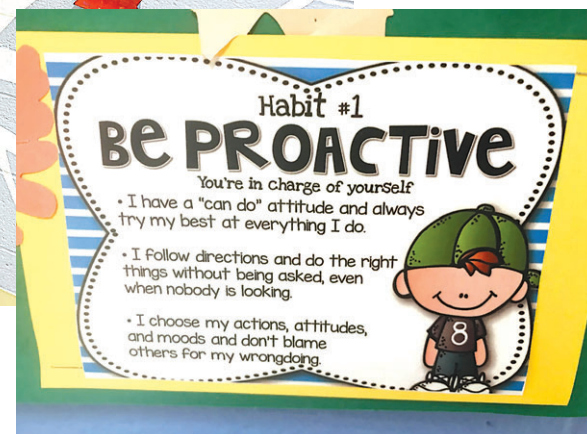 Habit #1
Be PROACTive
You're in charge of yourself
• I have a "can do" attitude and always
try my best at everything I do.
• I follow directions and do the right
things without being asked, even
when nobody is looking.
• I choose my actions, attitudes,
and moods and don't blame
others for my wrongdoing.
8